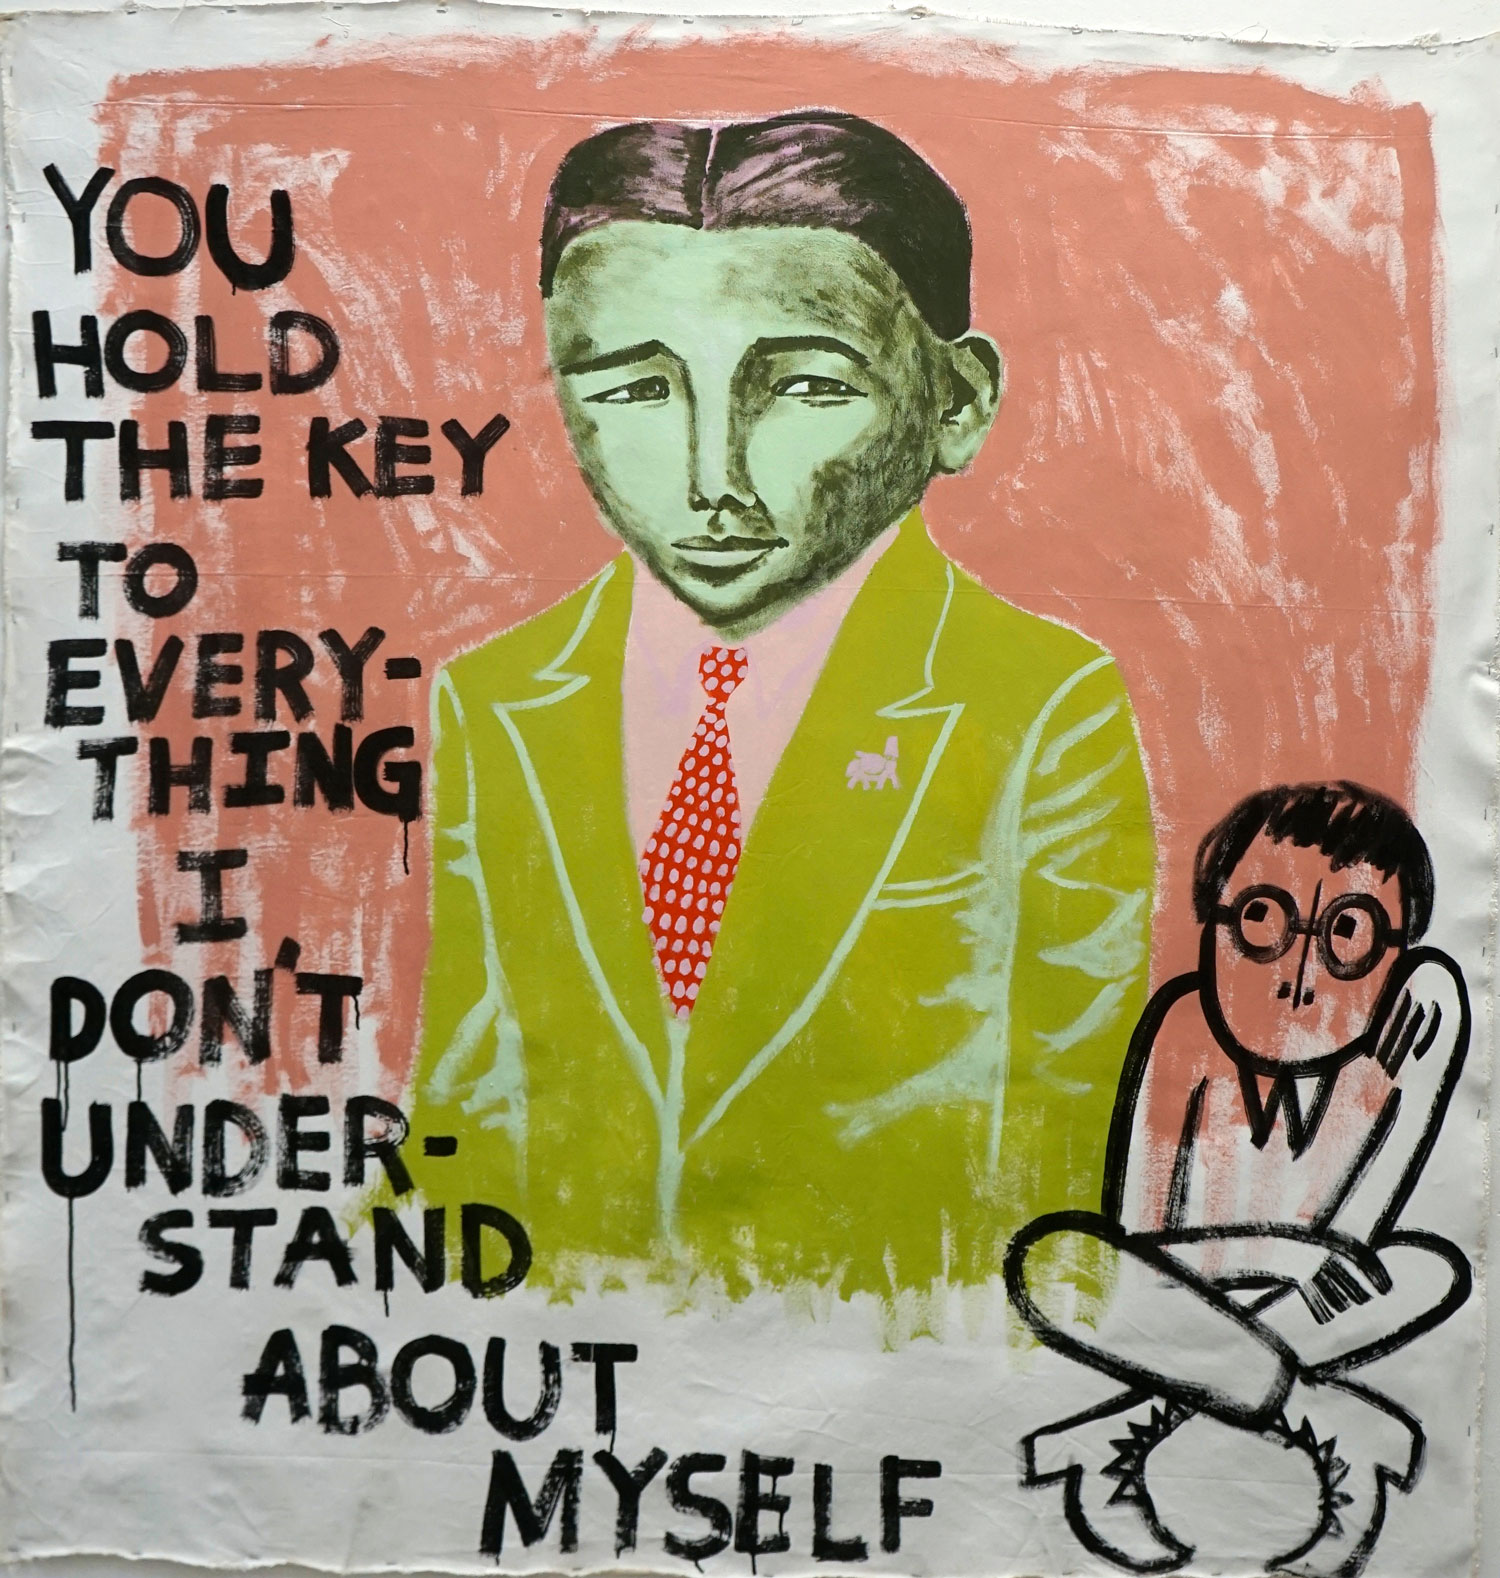 YOU
HOLD
THE KEY
TO
EVERY-
THING
I
DON'T
UNDER-
STAND
ABOUT
MYSELF